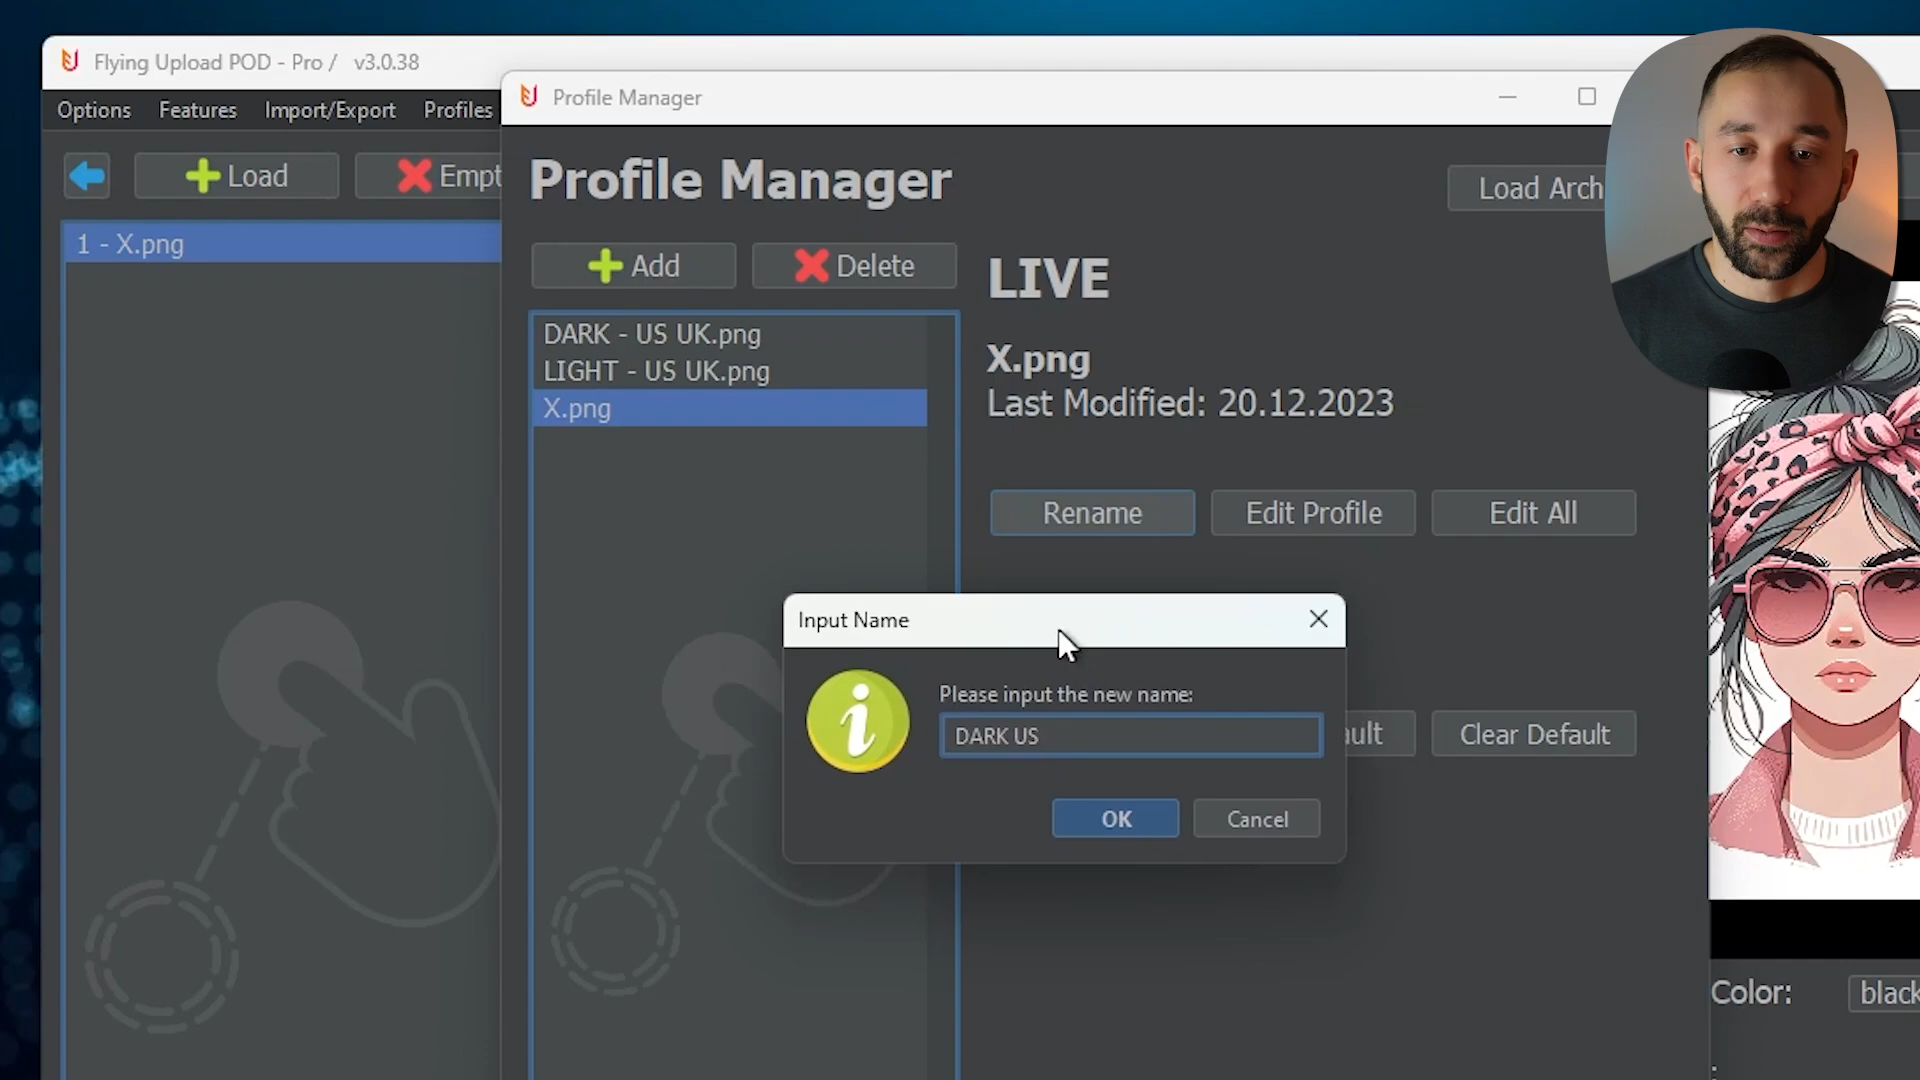 Flying Upload POD - Pro / v3.0.38
Options Features Import/Export Profiles
Load
1 - X.png
Profile Manager
Profile Manager
Add
Delete
DARK - US UK.png
LIGHT - US UK.png
X.png
Load Arch
LIVE
X.png
Last Modified: 20.12.2023
Rename
Edit Profile
Edit All
Input Name
Please input the new name:
DARK US
OK
Cancel
Clear Default
Color:
black